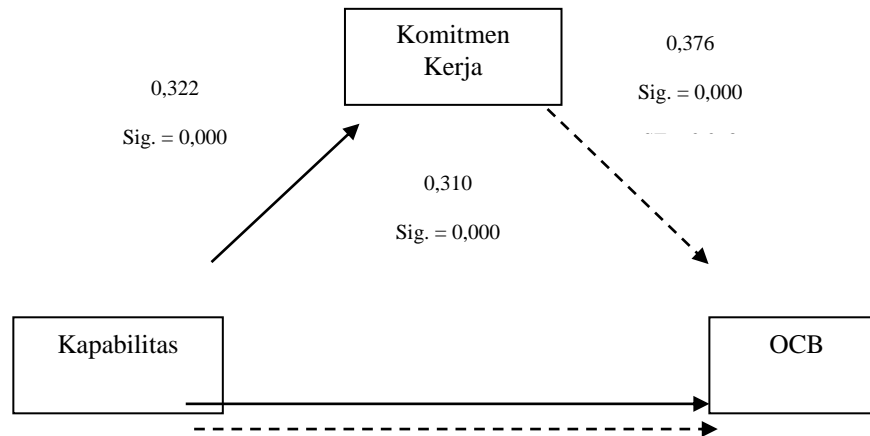 Komitmen
Kerja
0,376
Sig. = 0,000
0,322
Sig. = 0,000
0,310
Sig. = 0,000
Kapabilitas
OCB